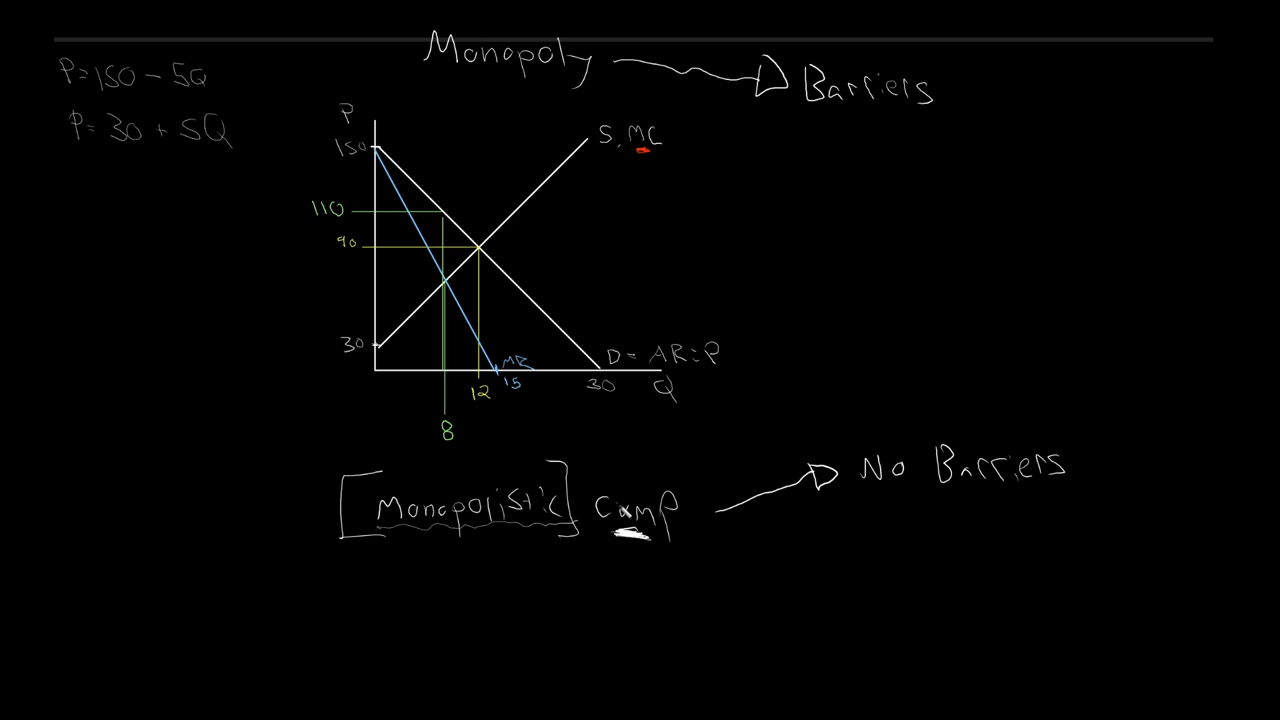 Monopoly
Barriers
P=150-5Q
P=30+5Q
P
150
S, MC
110
90
30
MR
D=AR=P
15
12
30
Q
8
No Barriers
[Monopolistic] Comp